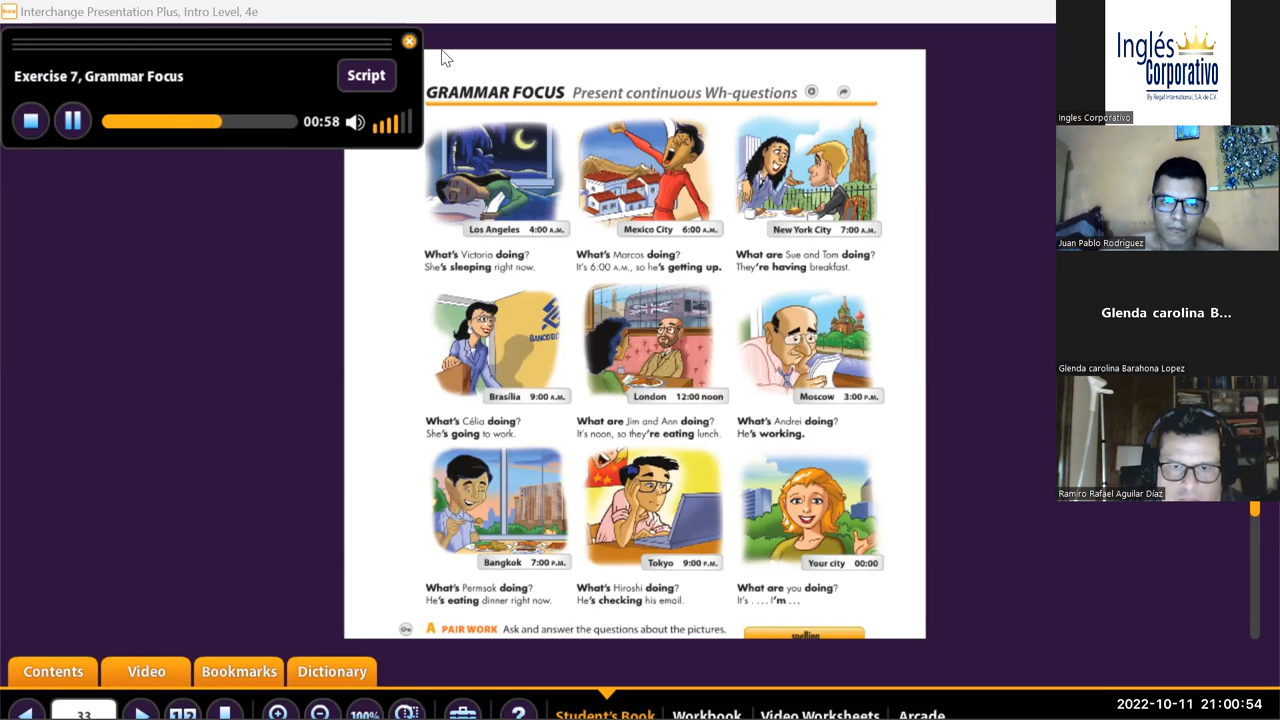 Interchange Presentation Plus, Intro Level, 4e
Exercise 7, Grammar Focus
Script
00:58
GRAMMAR FOCUS Present continuous Wh-questions
Los Angeles 4:00 A.M.
Mexico City 6:00 A.M.
New York City 7:00 A.M.
What's Victoria doing?
She's sleeping right now.
What's Marcos doing?
It's 6:00 A.M., so he's getting up.
What are Sue and Tom doing?
They're having breakfast.
BANCO DO
Brasília 9:00 A.M.
London 12:00 noon
Moscow 3:00 P.M.
What's Célia doing?
She's going to work.
What are Jim and Ann doing?
It's noon, so they're eating lunch.
What's Andrei doing?
He's working.
Bangkok 7:00 P.M.
Tokyo 9:00 P.M.
Your city 00:00
What's Permsak doing?
He's eating dinner right now.
What's Hiroshi doing?
He's checking his email.
What are you doing?
It's . . . . I'm . . .
A PAIR WORK Ask and answer the questions about the pictures.
spelling
Contents
Video
Bookmarks
Dictionary
33
100%
?
Student's Book
Workbook
Video Worksheets
Arcade
Inglés
Corporativo
By Regal International, S.A. de C.V.
Ingles Corporativo
Juan Pablo Rodriguez
Glenda carolina B...
Glenda carolina Barahona Lopez
Ramiro Rafael Aguilar Díaz
2022-10-11 21:00:54